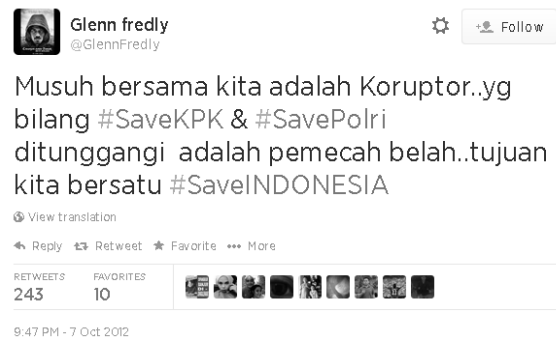 Glenn fredly
@GlennFredly
Follow
Musuh bersama kita adalah Koruptor..yg
bilang #SaveKPK & #SavePolri
ditunggangi  adalah pemecah belah..tujuan
kita bersatu #SaveINDONESIA
View translation
Reply Retweet Favorite More
RETWEETS FAVORITES
243 10
9:47 PM - 7 Oct 2012